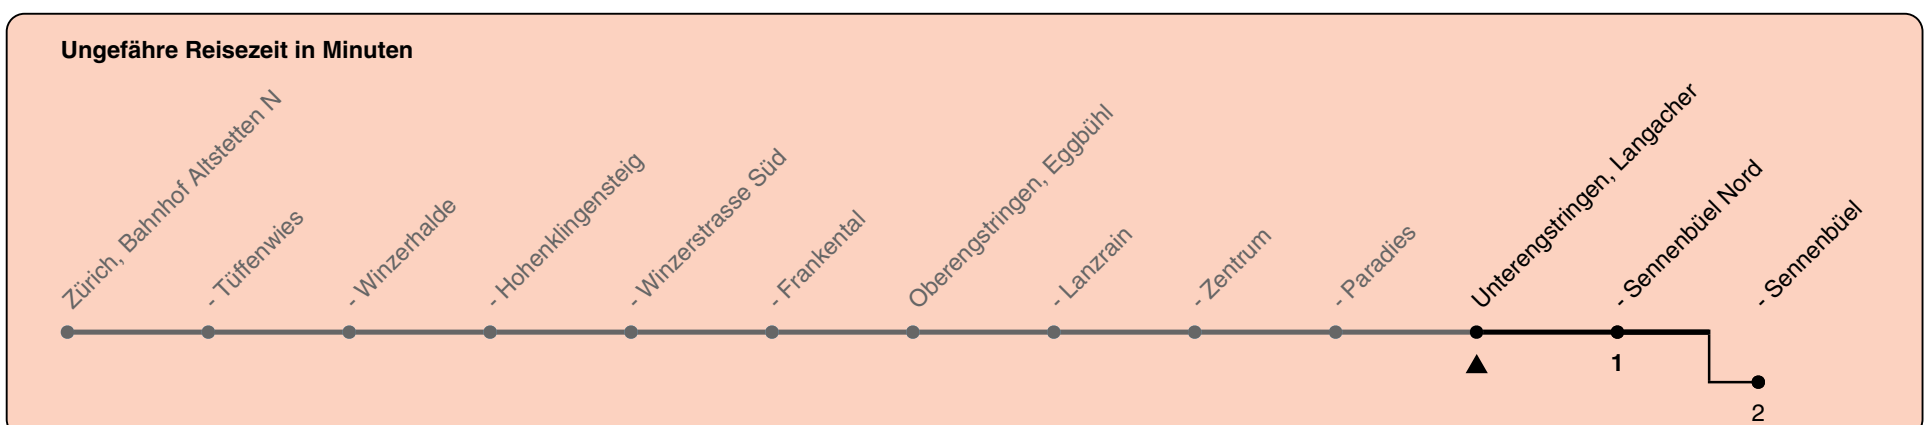 Ungefähre Reisezeit in Minuten
Zürich, Bahnhof Altstetten N
- Tüffenwies
- Winzerhalde
- Hohenklingensteig
- Winzerstrasse Süd
- Frankental
Oberengstringen, Eggbühl
- Lanzrain
- Zentrum
- Paradies
Unterengstringen, Langacher
- Sennenbüel Nord
- Sennenbüel
1
2